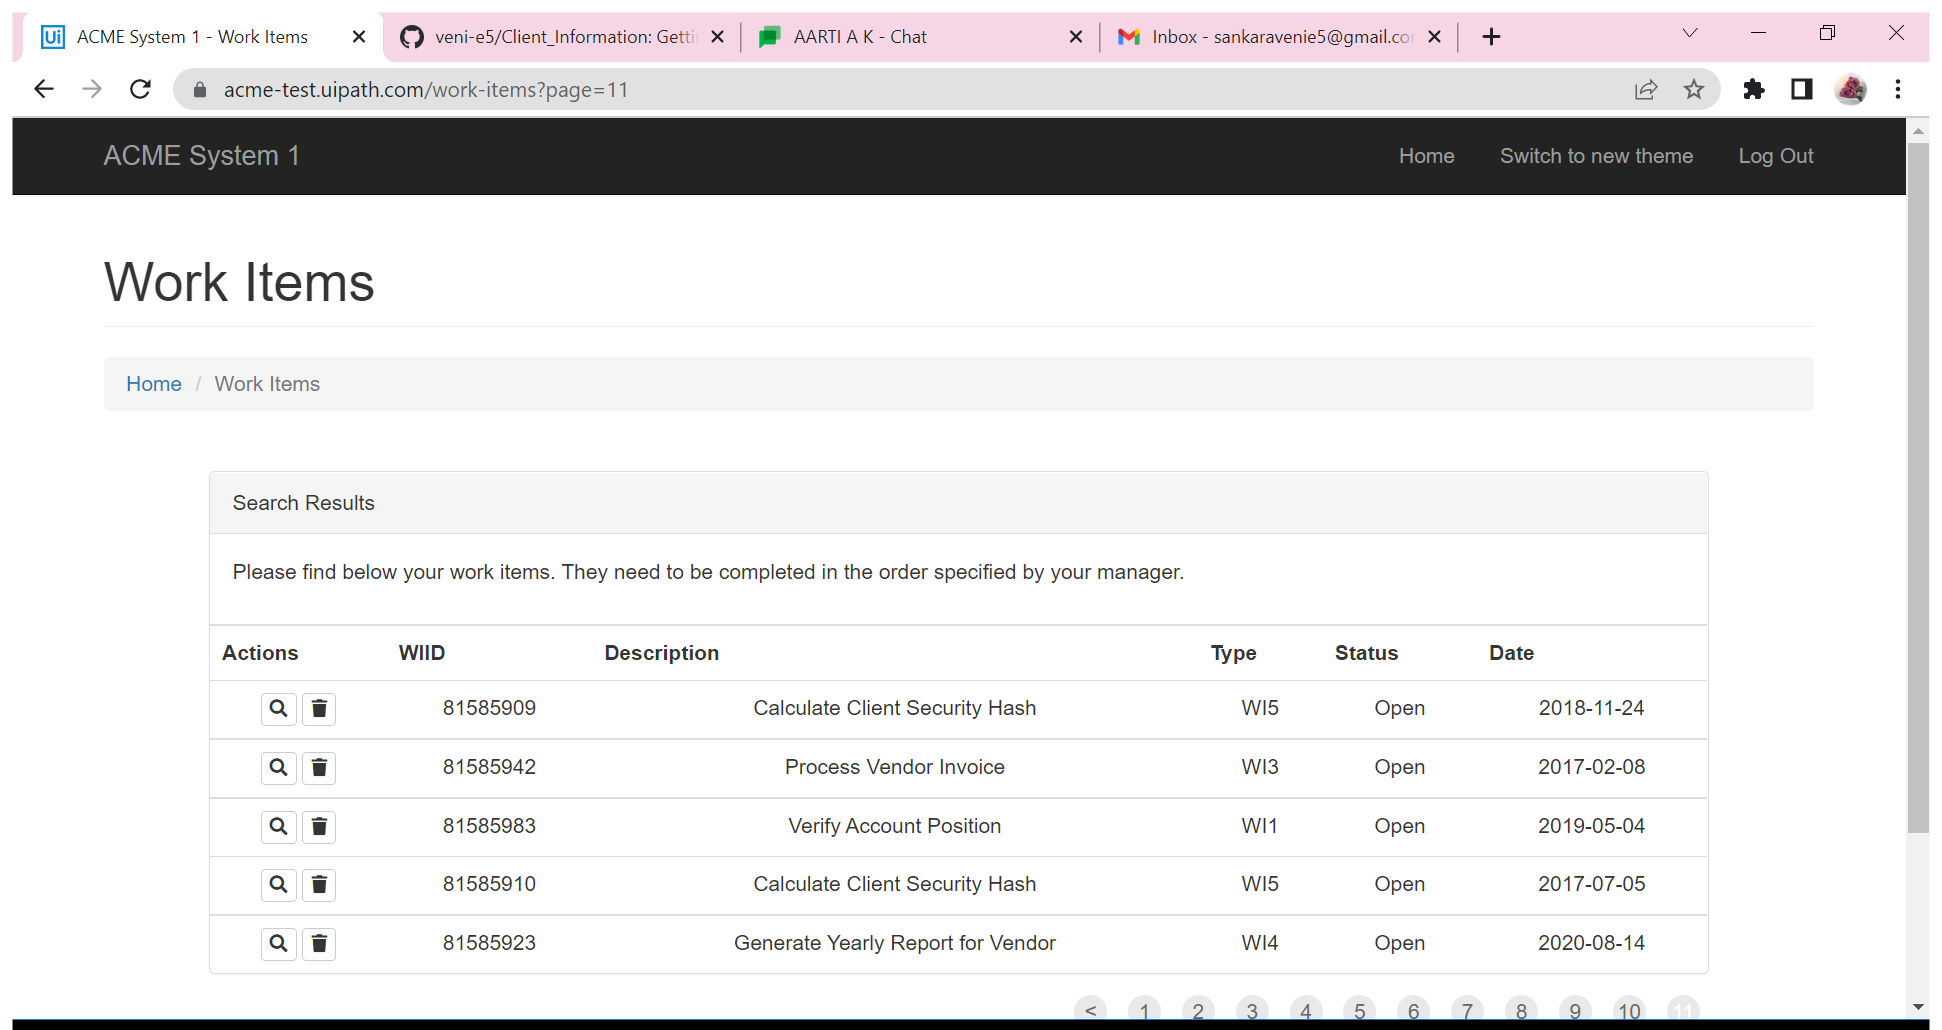 Ui ACME System 1 - Work Items veni-e5/Client_Information: Getti AARTI A K - Chat Inbox - sankaravenie5@gmail.co
acme-test.uipath.com/work-items?page=11
ACME System 1 Home Switch to new theme Log Out
Work Items
Home / Work Items
Search Results
Please find below your work items. They need to be completed in the order specified by your manager.
Actions WIID Description Type Status Date
81585909 Calculate Client Security Hash WI5 Open 2018-11-24
81585942 Process Vendor Invoice WI3 Open 2017-02-08
81585983 Verify Account Position WI1 Open 2019-05-04
81585910 Calculate Client Security Hash WI5 Open 2017-07-05
81585923 Generate Yearly Report for Vendor WI4 Open 2020-08-14
< 1 2 3 4 5 6 7 8 9 10 11